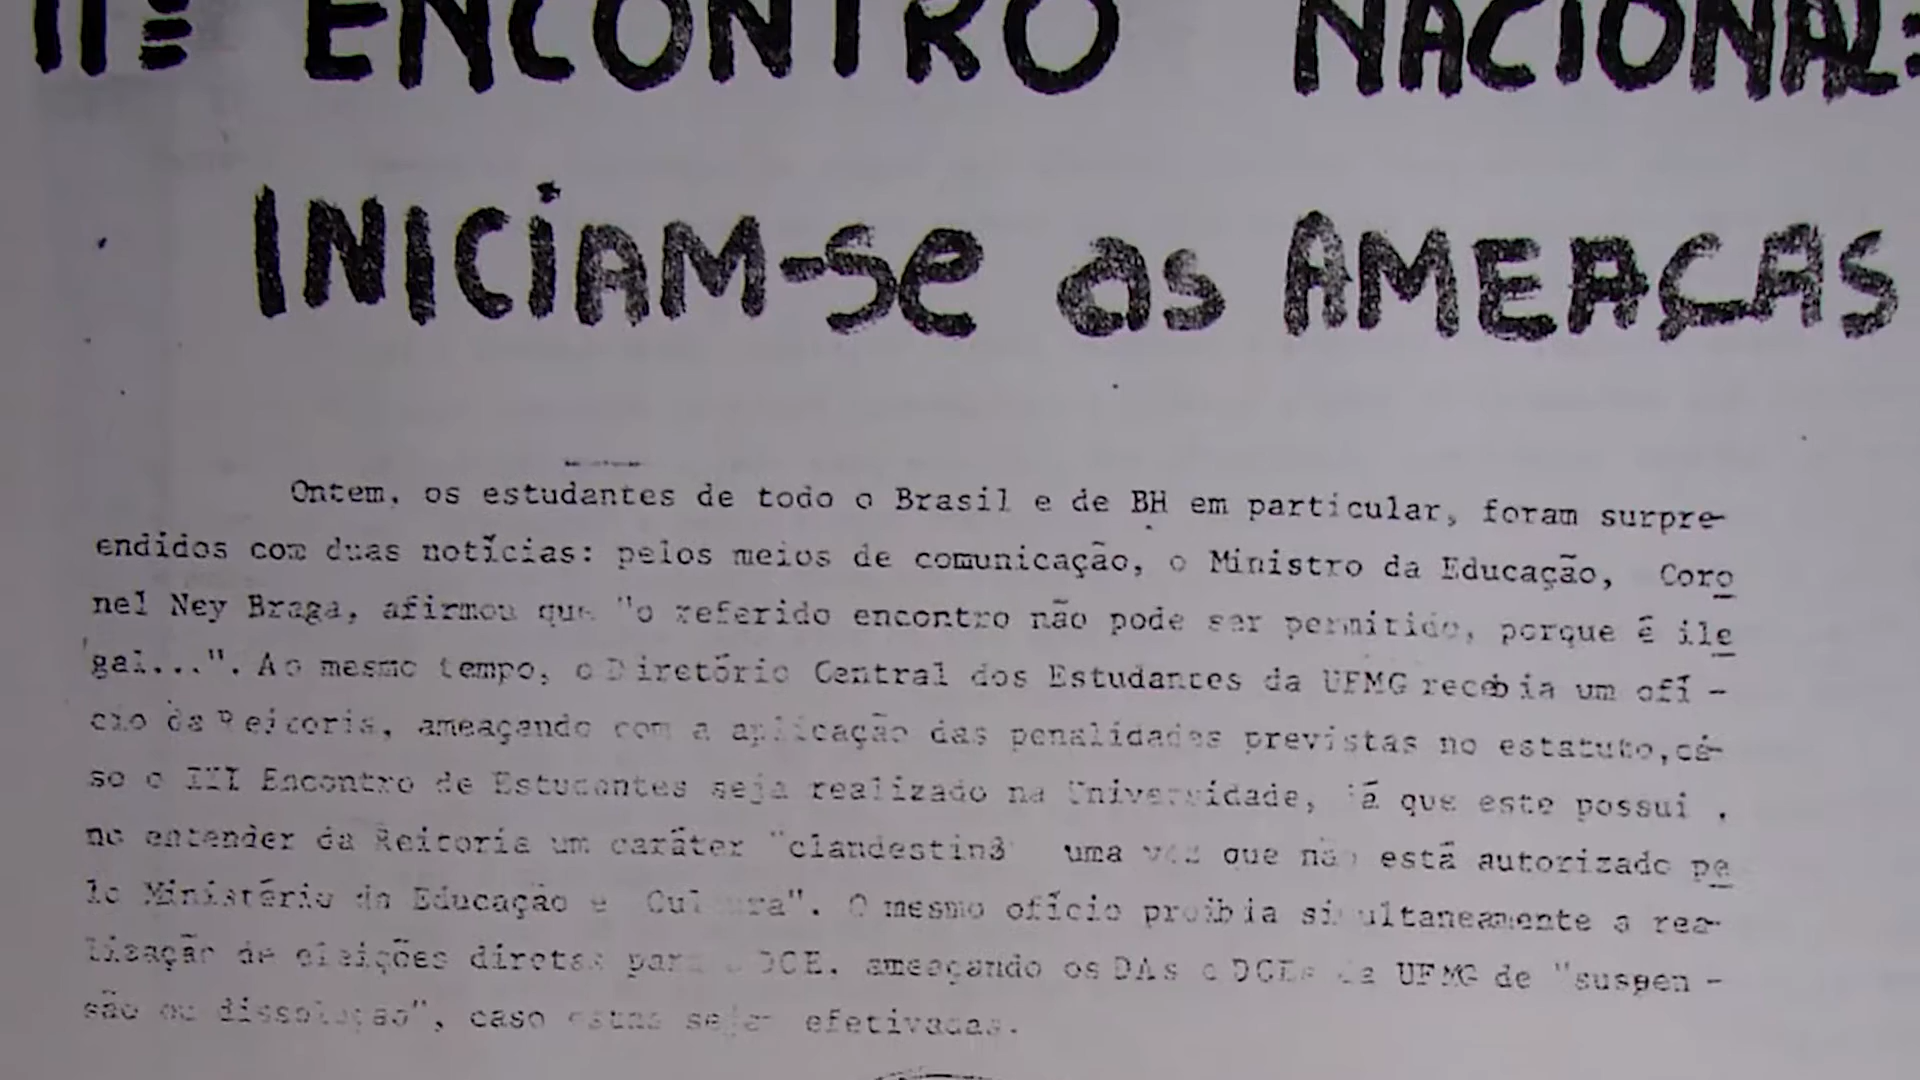 ENCONTRO NACIONAL:
INICIAM-SE AS AMEAÇAS
Ontem, os estudantes de todo o Brasil e de BH em particular, foram surpre-
endidos com duas notícias: pelos meios de comunicação, o Ministro da Educação, Coro
nel Ney Braga, afirmou que "o referido encontro não pode ser permitido, porque é ile
gal...". Ao mesmo tempo, o Diretório Central dos Estudantes da UFMG recebia um ofí-
cio da Reitoria, ameaçando com a aplicação das penalidades previstas no estatuto, ca-
so o III Encontro de Estudantes seja realizado na Universidade, já que este possui,
no entender da Reitoria um caráter "clandestino uma vez que não está autorizado pe
lo Ministério da Educação e Cultura". O mesmo ofício proibia simultaneamente a rea-
lização de eleições diretas para DCE, ameaçando os DAs e DCEs da UFMG de "suspen-
são ou dissolução", caso estas sejam efetivadas.